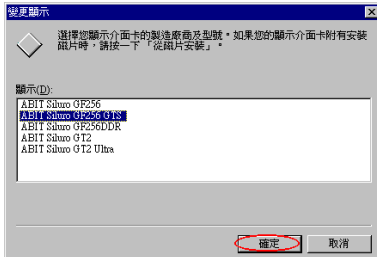 變更顯示
選擇您顯示介面卡的製造廠商及型號。如果您的顯示介面卡附有安裝
磁片時，請按一下「從磁片安裝」。
顯示(D):
ABIT Siluro GF256
ABIT Siluro GF256 GTS
ABIT Siluro GF256DDR
ABIT Siluro GT2
ABIT Siluro GT2 Ultra
確定
取消